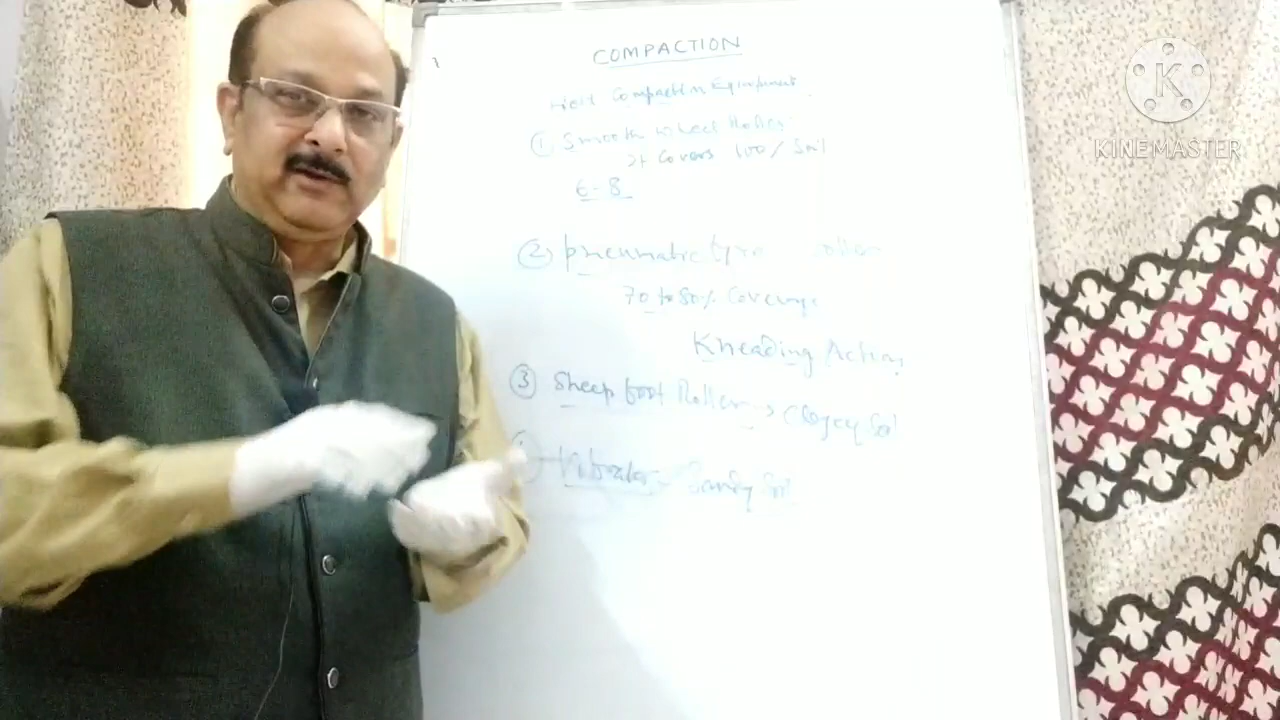 COMPACTION
Field Compaction Equipment
① Smooth wheel Roller
It Covers 100% Soil
6-8
② Pneumatic tyre roller
70 to 80% Coverage
Kneading Action
③ Sheep foot Roller → Clayey Soil
Vibrator - Sandy Soil
K
KINEMASTER